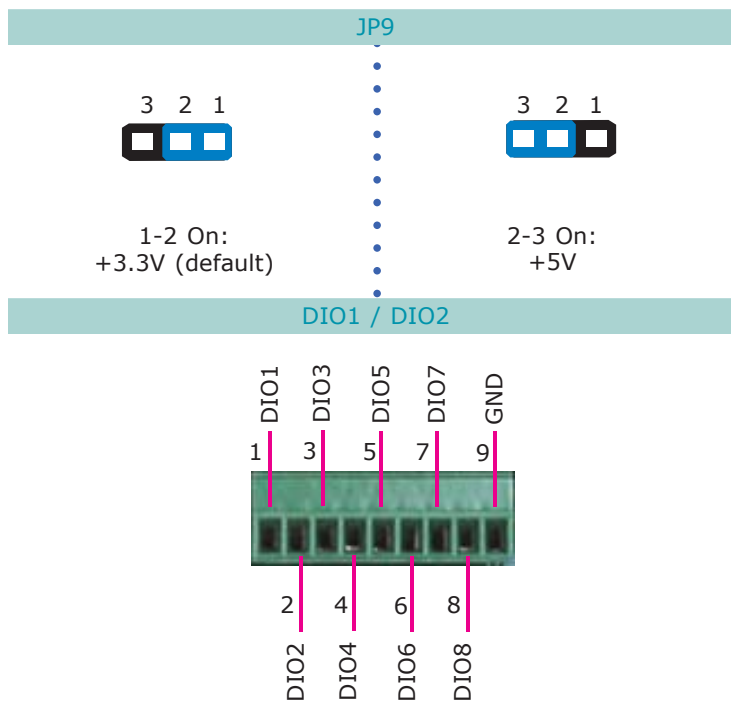 JP9
3 2 1
3 2 1
1-2 On:
+3.3V (default)
2-3 On:
+5V
DIO1 / DIO2
DIO1
DIO3
DIO5
DIO7
GND
1
3
5
7
9
2
4
6
8
DIO2
DIO4
DIO6
DIO8